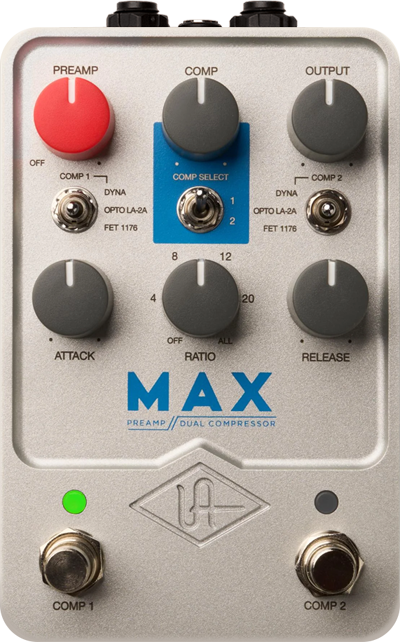 PREAMP
COMP
OUTPUT
OFF
COMP 1
DYNA
OPTO LA-2A
FET 1176
COMP SELECT
1
2
COMP 2
DYNA
OPTO LA-2A
FET 1176
8
12
4
20
OFF
ALL
ATTACK
RATIO
RELEASE
MAX
PREAMP // DUAL COMPRESSOR
UA
COMP 1
COMP 2